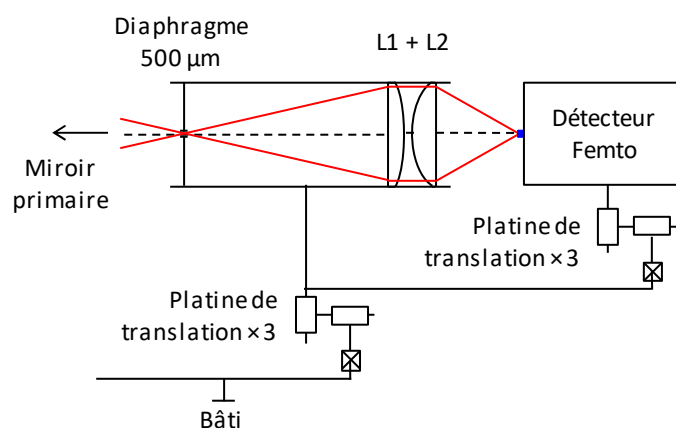 Diaphragme
500 µm
L1 + L2
Détecteur
Femto
Miroir
primaire
Platine de
translation ×3
Platine de
translation ×3
Bâti